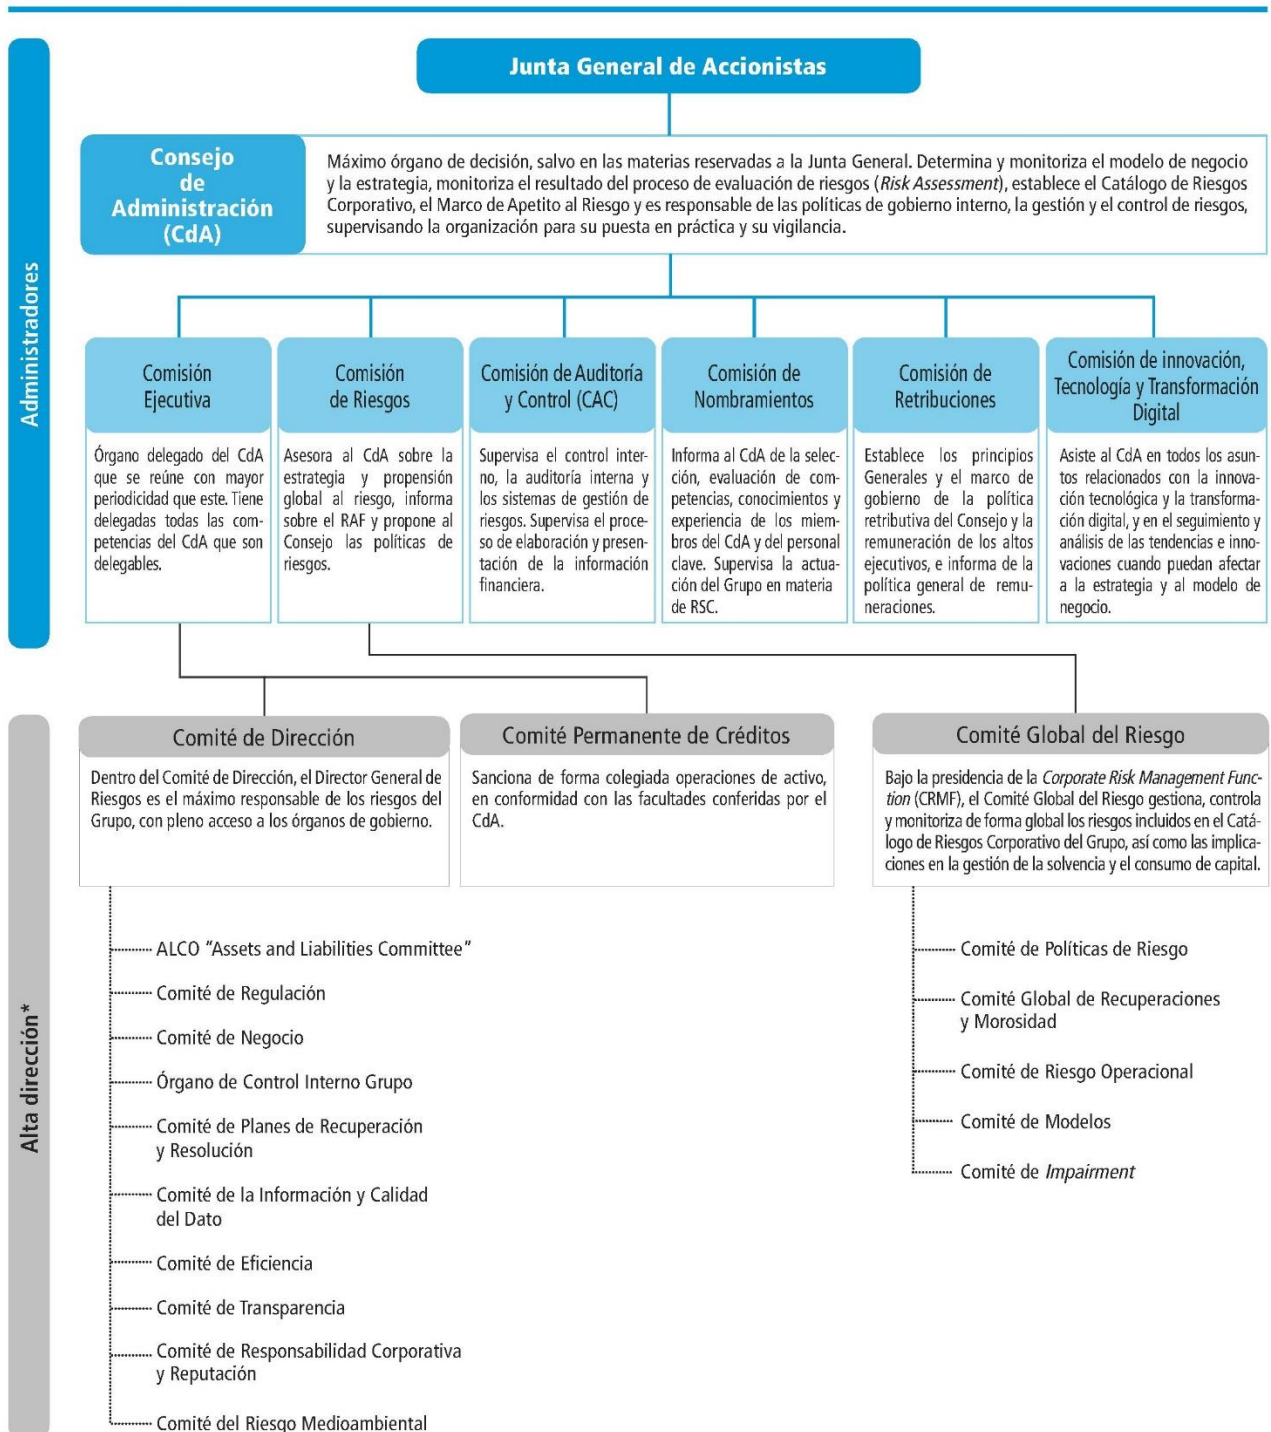 Junta General de Accionistas
Administradores
Consejo
de
Administración
(CdA)
Máximo órgano de decisión, salvo en las materias reservadas a la Junta General. Determina y monitoriza el modelo de negocio
y la estrategia, monitoriza el resultado del proceso de evaluación de riesgos (Risk Assessment), establece el Catálogo de Riesgos
Corporativo, el Marco de Apetito al Riesgo y es responsable de las políticas de gobierno interno, la gestión y el control de riesgos,
supervisando la organización para su puesta en práctica y su vigilancia.
Comisión
Ejecutiva
Órgano delegado del CdA
que se reúne con mayor
periodicidad que este. Tiene
delegadas todas las com-
petencias del CdA que son
delegables.
Comisión
de Riesgos
Asesora al CdA sobre la
estrategia y propensión
global al riesgo, informa
sobre el RAF y propone al
Consejo las políticas de
riesgos.
Comisión de Auditoría
y Control (CAC)
Supervisa el control inter-
no, la auditoría interna y
los sistemas de gestión de
riesgos. Supervisa el proce-
so de elaboración y presen-
tación de la información
financiera.
Comisión de
Nombramientos
Informa al CdA de la selec-
ción, evaluación de com-
petencias, conocimientos y
experiencia de los miem-
bros del CdA y del personal
clave. Supervisa la actua-
ción del Grupo en materia
de RSC.
Comisión de
Retribuciones
Establece los principios
Generales y el marco de
gobierno de la política
retributiva del Consejo y la
remuneración de los altos
ejecutivos, e informa de la
política general de remu-
neraciones.
Comisión de innovación,
Tecnología y Transformación
Digital
Asiste al CdA en todos los asun-
tos relacionados con la innova-
ción tecnológica y la transforma-
ción digital, y en el seguimiento y
análisis de las tendencias e inno-
vaciones cuando puedan afectar
a la estrategia y al modelo de
negocio.
Alta dirección*
Comité de Dirección
Dentro del Comité de Dirección, el Director General de
Riesgos es el máximo responsable de los riesgos del
Grupo, con pleno acceso a los órganos de gobierno.
Comité Permanente de Créditos
Sanciona de forma colegiada operaciones de activo,
en conformidad con las facultades conferidas por el
CdA.
Comité Global del Riesgo
Bajo la presidencia de la Corporate Risk Management Func-
tion (CRMF), el Comité Global del Riesgo gestiona, controla
y monitoriza de forma global los riesgos incluidos en el Catá-
logo de Riesgos Corporativo del Grupo, así como las implica-
ciones en la gestión de la solvencia y el consumo de capital.
ALCO "Assets and Liabilities Committee"
Comité de Regulación
Comité de Negocio
Órgano de Control Interno Grupo
Comité de Planes de Recuperación
y Resolución
Comité de la Información y Calidad
del Dato
Comité de Eficiencia
Comité de Transparencia
Comité de Responsabilidad Corporativa
y Reputación
Comité del Riesgo Medioambiental
Comité de Políticas de Riesgo
Comité Global de Recuperaciones
y Morosidad
Comité de Riesgo Operacional
Comité de Modelos
Comité de Impairment